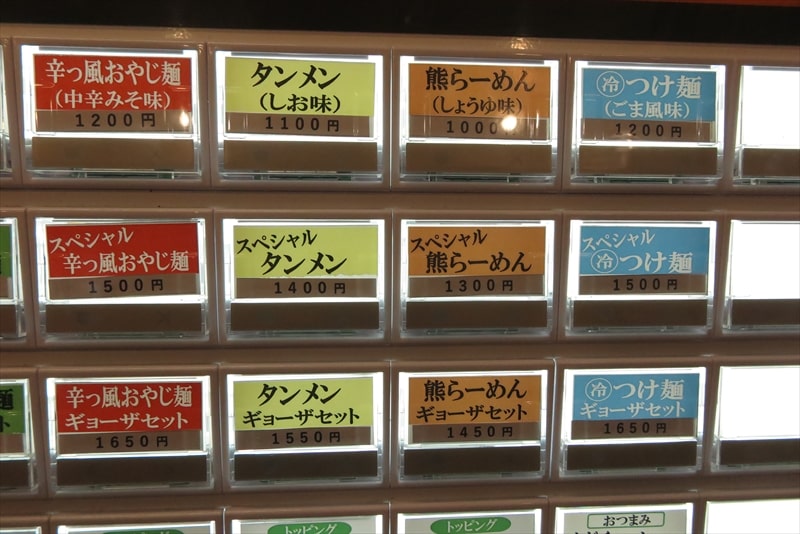 辛っ風おやじ麺
(中辛みそ味)
1200円
タンメン
(しお味)
1100円
熊らーめん
(しょうゆ味)
1000円
冷つけ麺
(ごま風味)
1200円
スペシャル
辛っ風おやじ麺
1500円
スペシャル
タンメン
1400円
スペシャル
熊らーめん
1300円
スペシャル
冷つけ麺
1500円
麺
辛っ風おやじ麺
ギョーザセット
1650円
タンメン
ギョーザセット
1550円
熊らーめん
ギョーザセット
1450円
冷つけ麺
ギョーザセット
1650円
トッピング
トッピング
トッピング
おつまみ